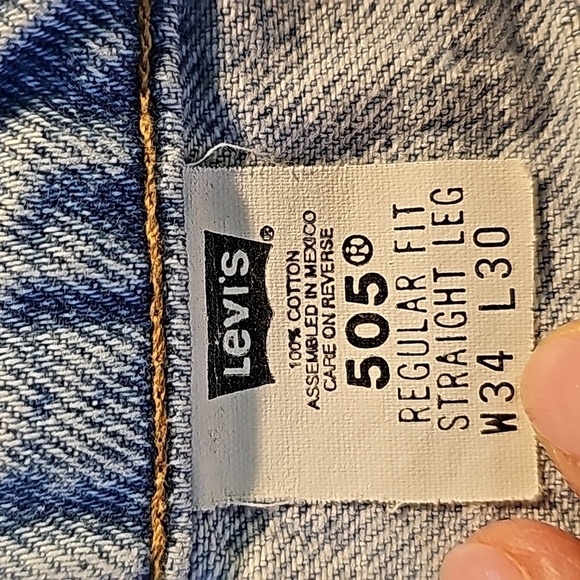 Levi's ®
100% COTTON
ASSEMBLED IN MEXICO
CARE ON REVERSE
505®
REGULAR FIT
STRAIGHT LEG
W34 L30